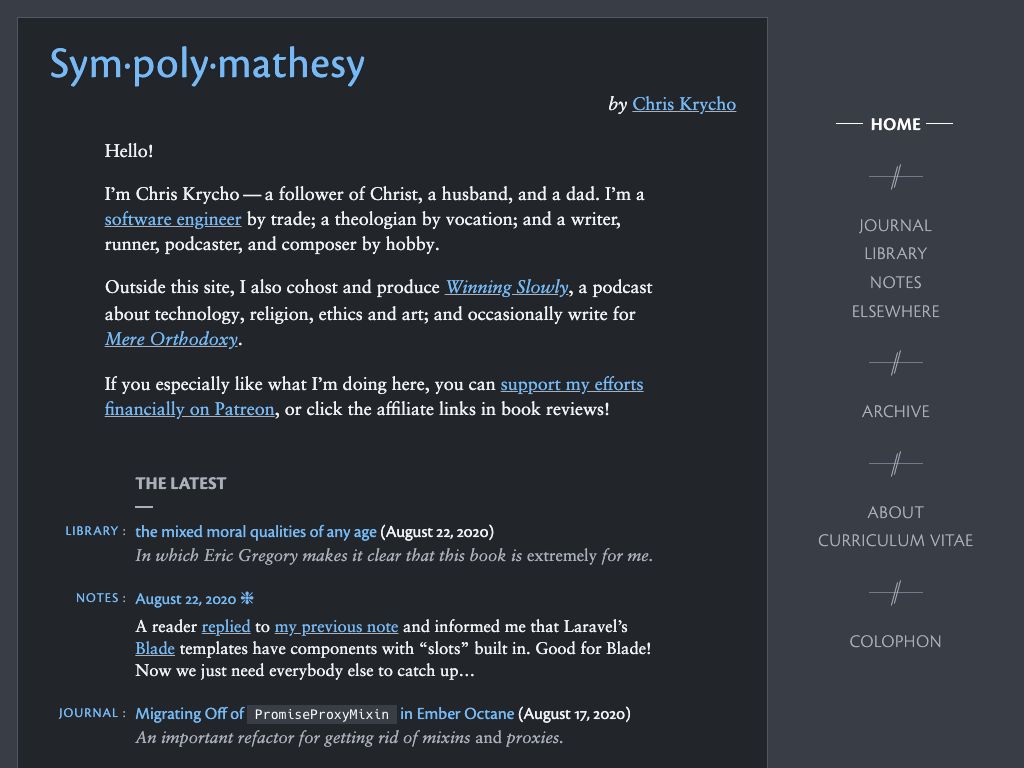 Sym·poly·mathesy
by Chris Krycho
Hello!
I’m Chris Krycho — a follower of Christ, a husband, and a dad. I’m a
software engineer by trade; a theologian by vocation; and a writer,
runner, podcaster, and composer by hobby.
Outside this site, I also cohost and produce Winning Slowly, a podcast
about technology, religion, ethics and art; and occasionally write for
Mere Orthodoxy.
If you especially like what I’m doing here, you can support my efforts
financially on Patreon, or click the affiliate links in book reviews!
THE LATEST
LIBRARY : the mixed moral qualities of any age (August 22, 2020)
In which Eric Gregory makes it clear that this book is extremely for me.
NOTES : August 22, 2020 ❉
A reader replied to my previous note and informed me that Laravel’s
Blade templates have components with “slots” built in. Good for Blade!
Now we just need everybody else to catch up…
JOURNAL : Migrating Off of PromiseProxyMixin in Ember Octane (August 17, 2020)
An important refactor for getting rid of mixins and proxies.
HOME
JOURNAL
LIBRARY
NOTES
ELSEWHERE
ARCHIVE
ABOUT
CURRICULUM VITAE
COLOPHON